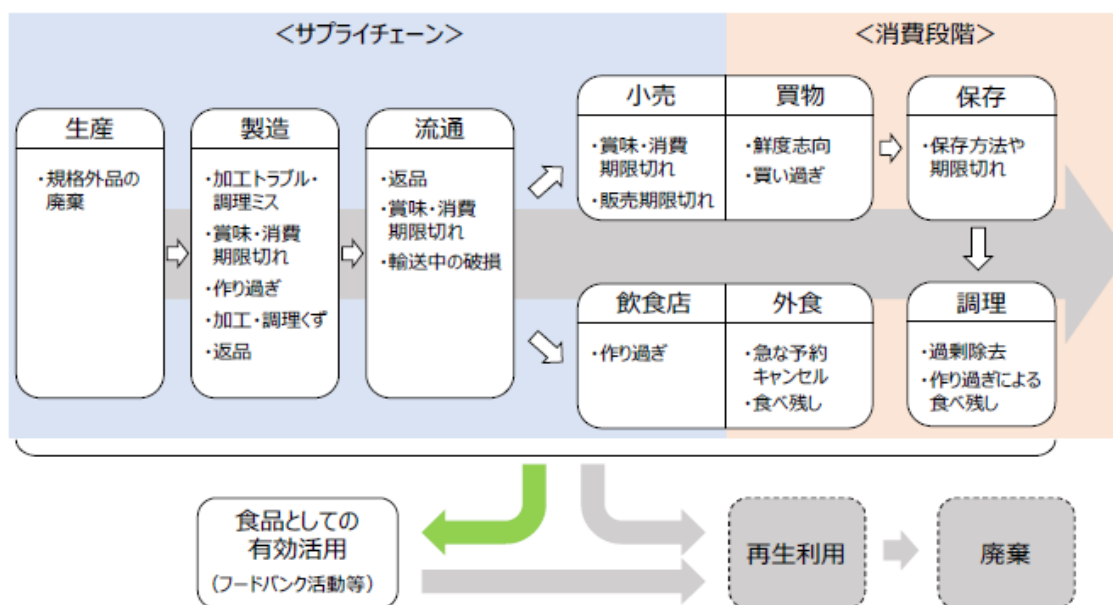 ＜サプライチェーン＞
＜消費段階＞
生産
・規格外品の
廃棄
製造
・加工トラブル・
調理ミス
・賞味・消費
期限切れ
・作り過ぎ
・加工・調理くず
・返品
流通
・返品
・賞味・消費
期限切れ
・輸送中の破損
小売
・賞味・消費
期限切れ
・販売期限切れ
買物
・鮮度志向
・買い過ぎ
保存
・保存方法や
期限切れ
飲食店
・作り過ぎ
外食
・急な予約
キャンセル
・食べ残し
調理
・過剰除去
・作り過ぎによる
食べ残し
食品としての
有効活用
（フードバンク活動等）
再生利用
廃棄